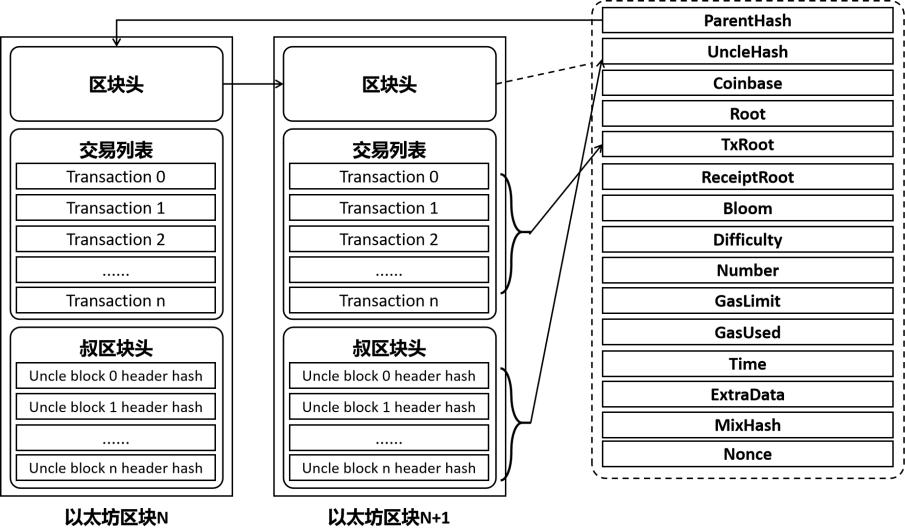 区块头
交易列表
Transaction 0
Transaction 1
Transaction 2
......
Transaction n
叔区块头
Uncle block 0 header hash
Uncle block 1 header hash
......
Uncle block n header hash
以太坊区块N
区块头
交易列表
Transaction 0
Transaction 1
Transaction 2
......
Transaction n
叔区块头
Uncle block 0 header hash
Uncle block 1 header hash
......
Uncle block n header hash
以太坊区块N+1
ParentHash
UncleHash
Coinbase
Root
TxRoot
ReceiptRoot
Bloom
Difficulty
Number
GasLimit
GasUsed
Time
ExtraData
MixHash
Nonce